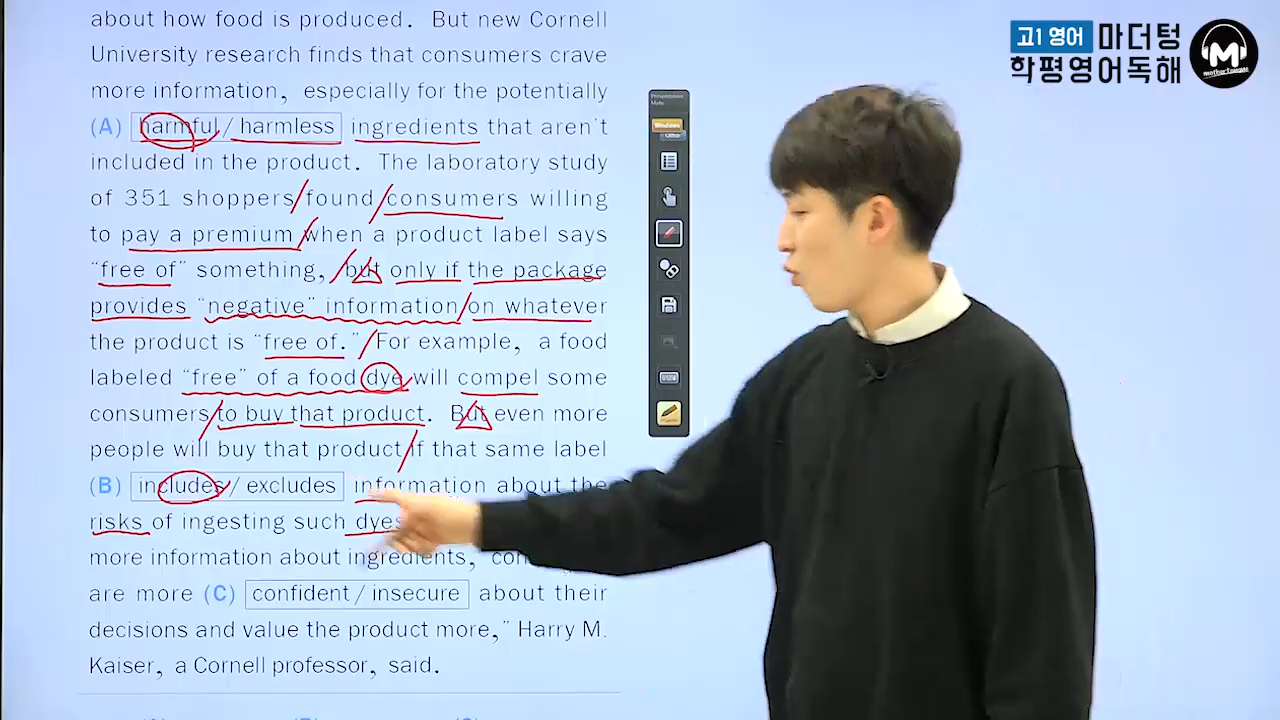 about how food is produced. But new Cornell
University research finds that consumers crave
more information, especially for the potentially
(A) harmful / harmless ingredients that aren't
included in the product. The laboratory study
of 351 shoppers found consumers willing
to pay a premium when a product label says
"free of" something, but only if the package
provides "negative" information on whatever
the product is "free of." For example, a food
labeled "free" of a food dye will compel some
consumers to buy that product. But even more
people will buy that product if that same label
(B) includes / excludes information about the
risks of ingesting such dyes
more information about ingredients,
are more (C) confident / insecure about their
decisions and value the product more," Harry M.
Kaiser, a Cornell professor, said.
고1 영어 마더텅
학평영어독해
M
mothertongue
Presentation
Mate
Windows